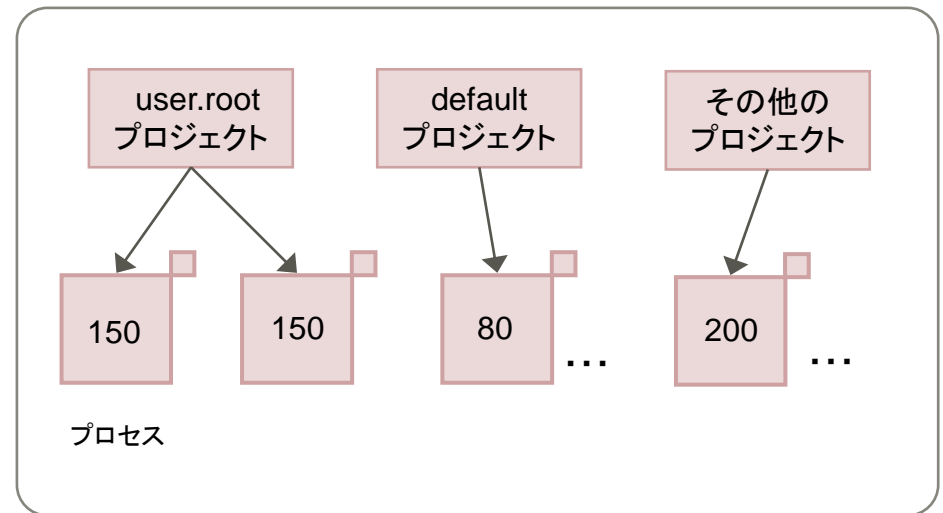 user.root
プロジェクト
default
プロジェクト
その他の
プロジェクト
150
150
80
...
200
...
プロセス